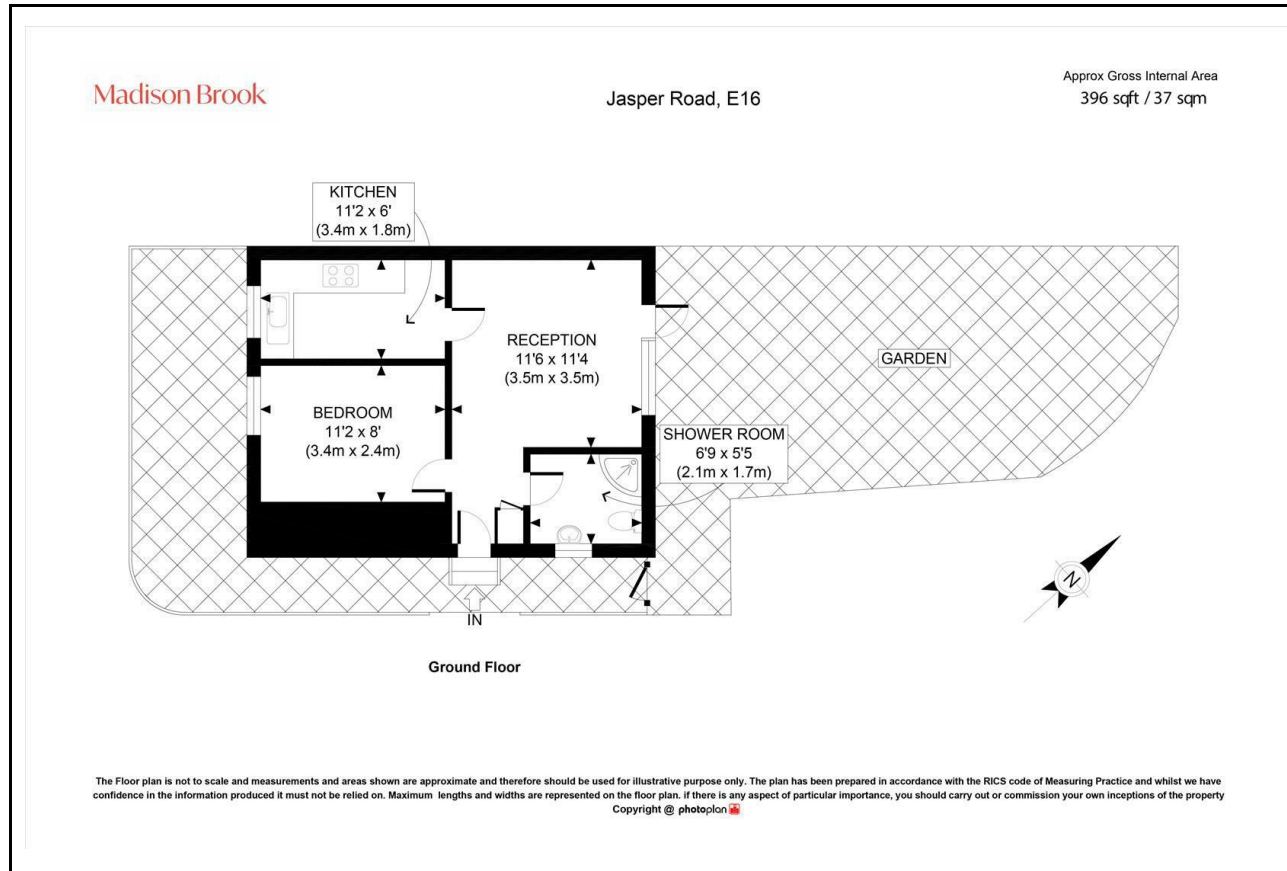 Madison Brook
Jasper Road, E16
Approx Gross Internal Area
396 sqft / 37 sqm
KITCHEN
11'2 x 6'
(3.4m x 1.8m)
RECEPTION
11'6 x 11'4
(3.5m x 3.5m)
GARDEN
BEDROOM
11'2 x 8'
(3.4m x 2.4m)
SHOWER ROOM
6'9 x 5'5
(2.1m x 1.7m)
N
IN
Ground Floor
The Floor plan is not to scale and measurements and areas shown are approximate and therefore should be used for illustrative purpose only. The plan has been prepared in accordance with the RICS code of Measuring Practice and whilst we have
confidence in the information produced it must not be relied on. Maximum lengths and widths are represented on the floor plan. if there is any aspect of particular importance, you should carry out or commission your own inceptions of the property
Copyright @ photoplan